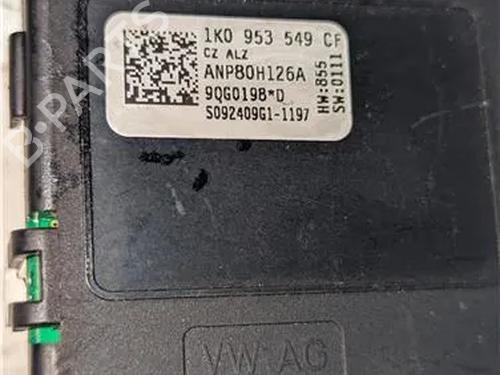 1K0 953 549 CF
CZ ALZ
ANP80H126A
9QG0198*D
S092409G1-1197
HW:855
SW:0111
VW AG
B-PARTS